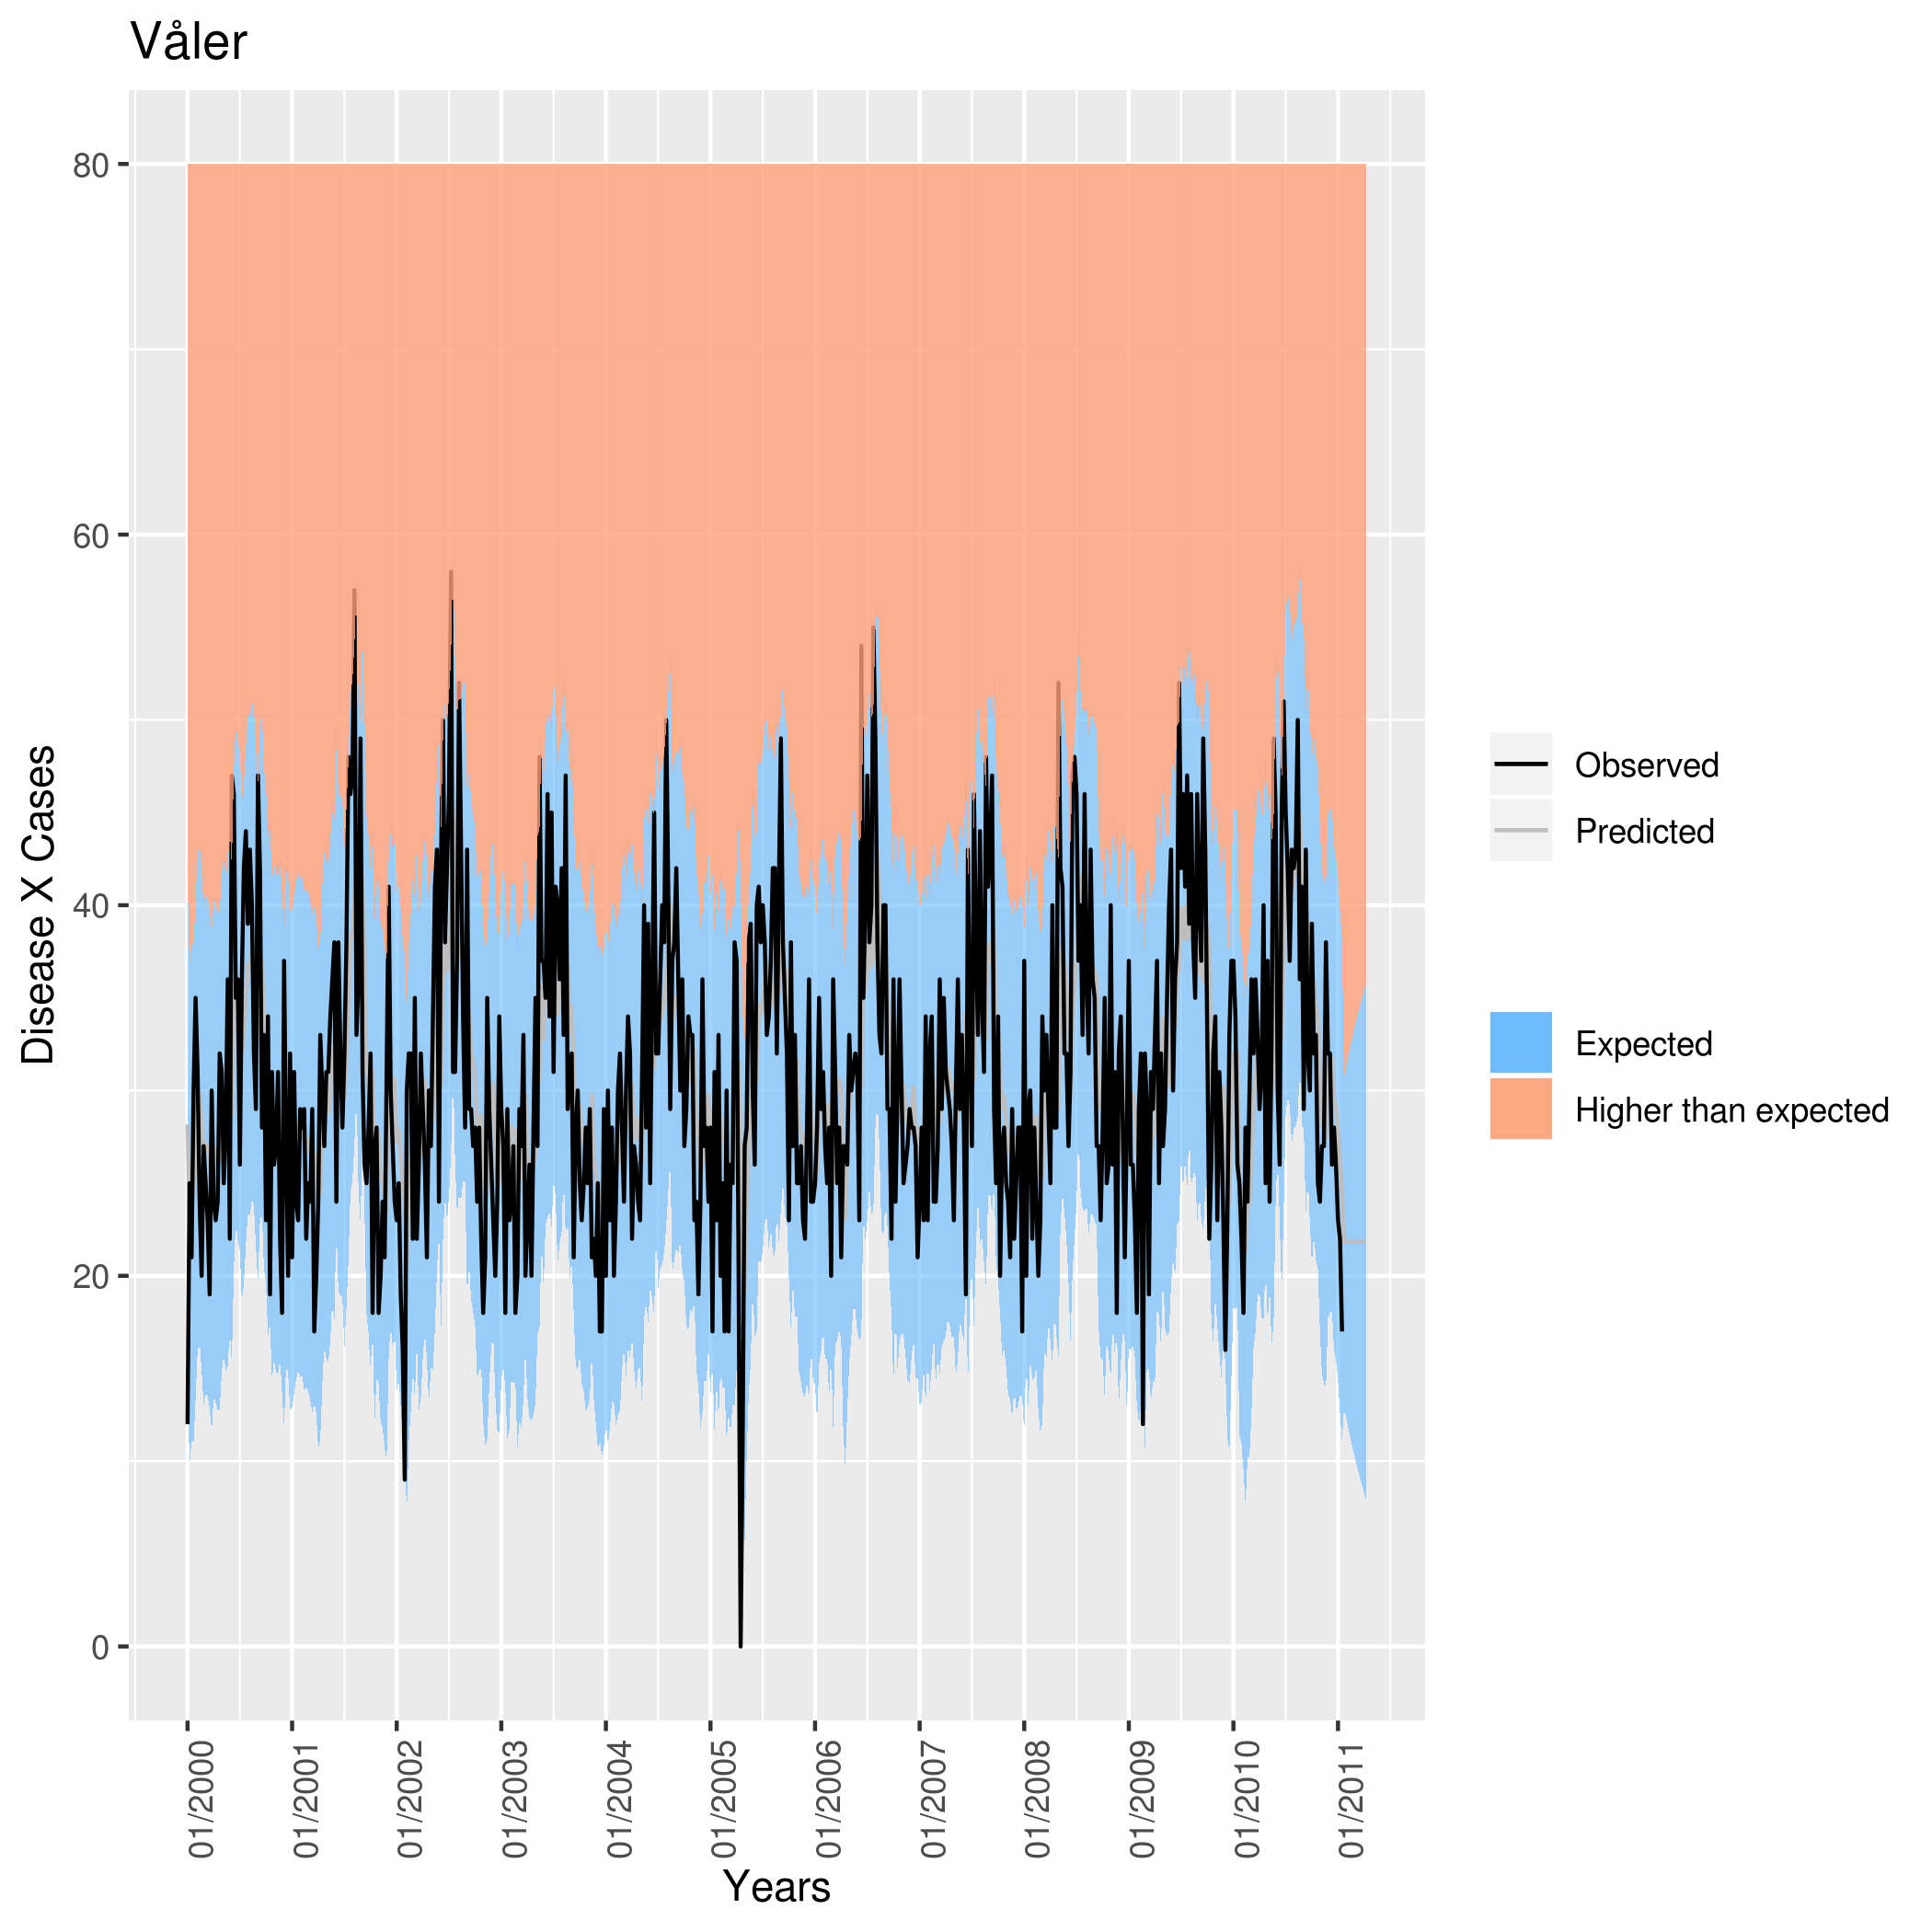 Våler
Disease X Cases
80
60
40
20
0
01/2000
01/2001
01/2002
01/2003
01/2004
01/2005
01/2006
01/2007
01/2008
01/2009
01/2010
01/2011
Years
Observed
Predicted
Expected
Higher than expected